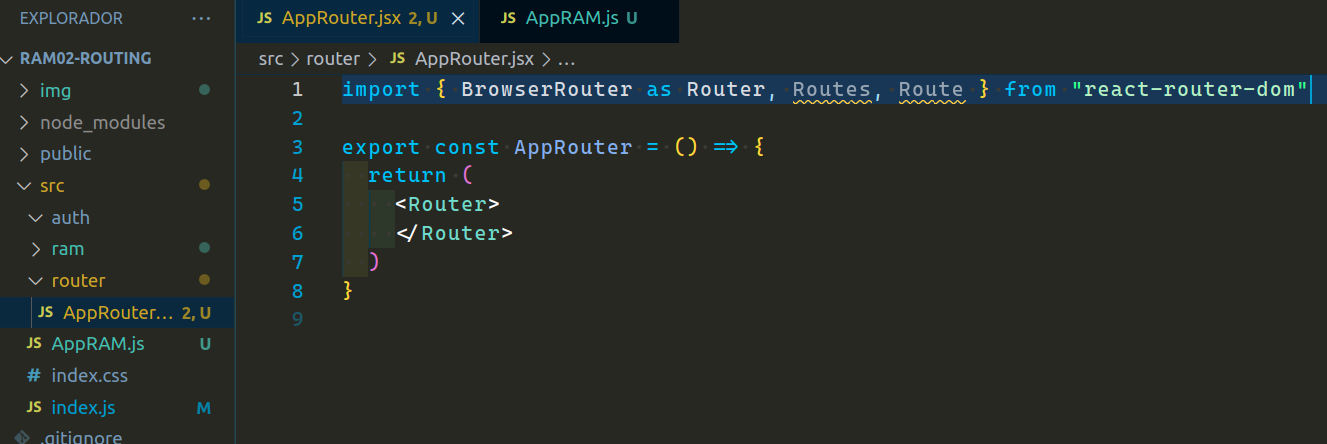 EXPLORADOR ...
RAM02-ROUTING
img
node_modules
public
src
auth
ram
router
JS AppRouter... 2, U
JS AppRAM.js U
# index.css
JS index.js M
.gitignore
JS AppRouter.jsx 2, U
JS AppRAM.js U
src > router > JS AppRouter.jsx > ...
1 import { BrowserRouter as Router, Routes, Route } from "react-router-dom"
2
3 export const AppRouter = () => {
4 return (
5 <Router>
6 </Router>
7 )
8 }
9